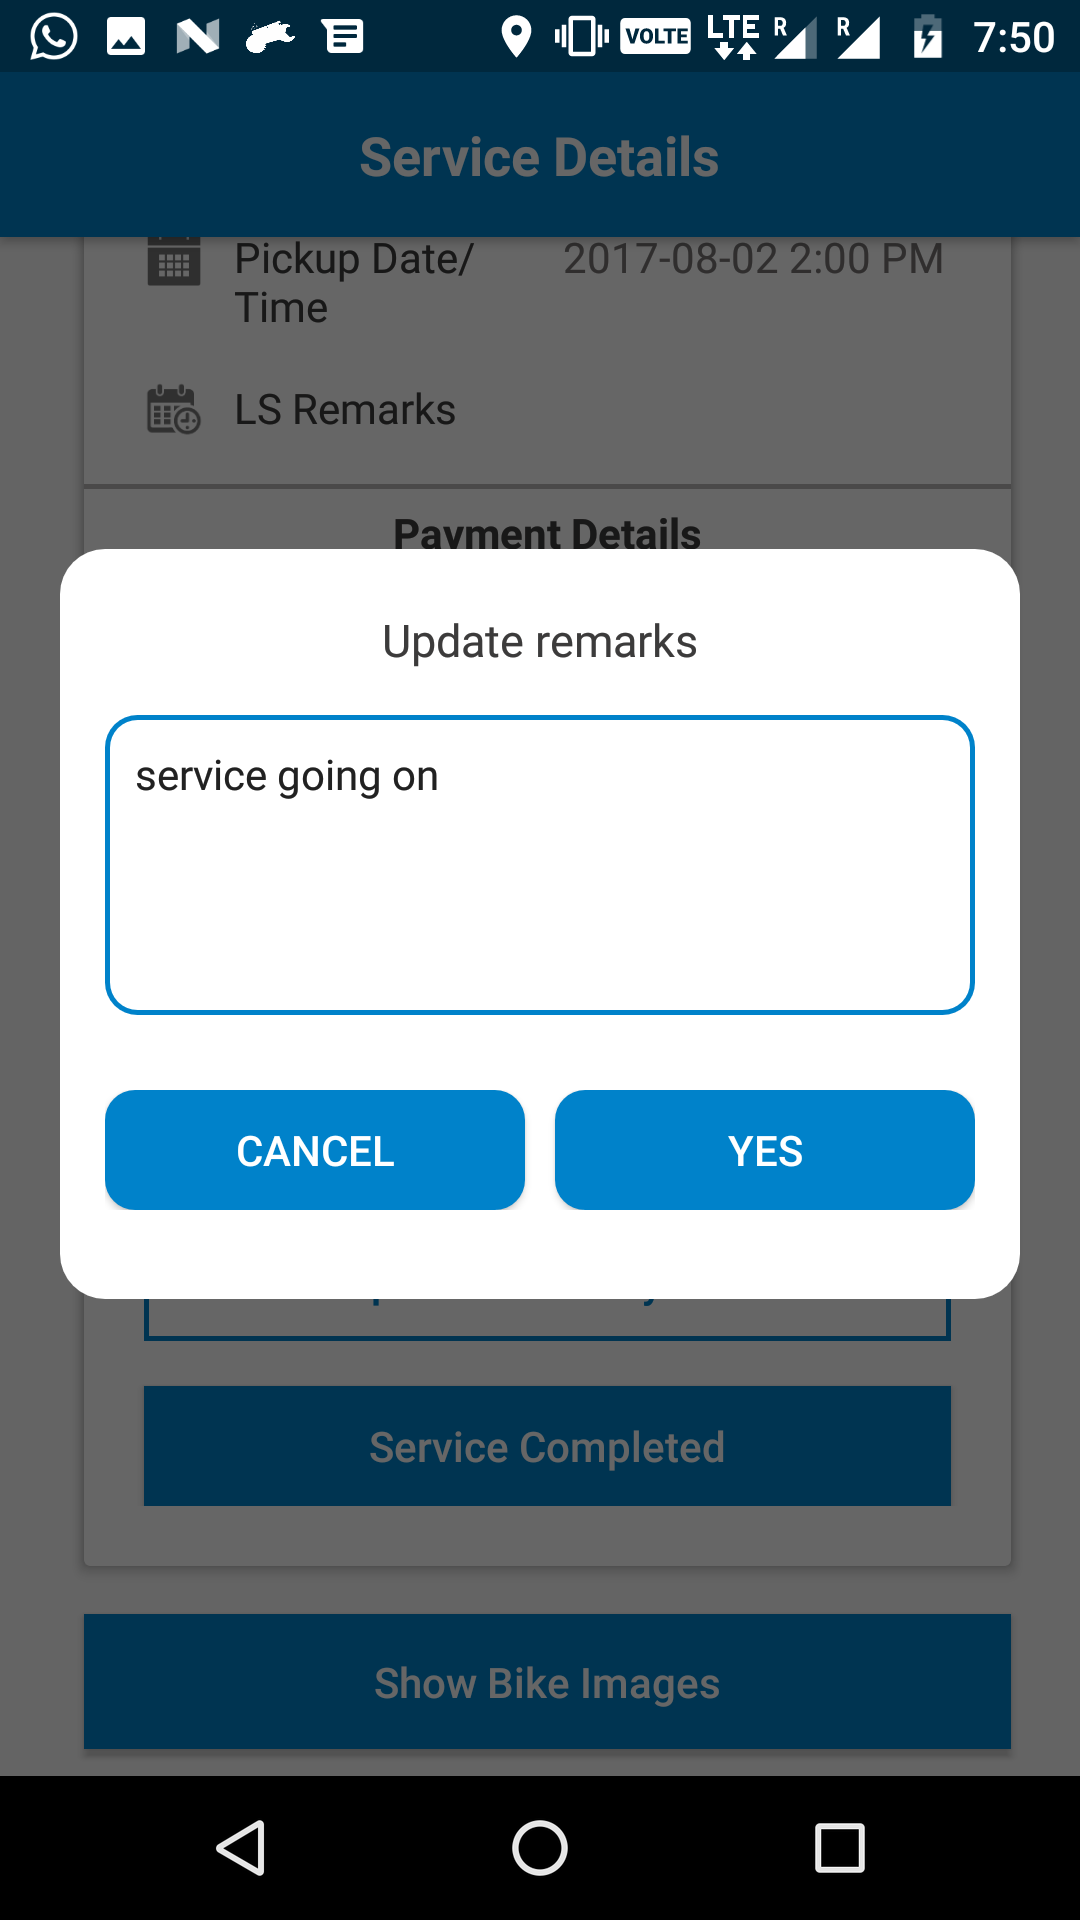 VOLTE LTE R R 7:50
Service Details
Pickup Date/ 2017-08-02 2:00 PM
Time
LS Remarks
Payment Details
Update remarks
service going on
CANCEL YES
Service Completed
Show Bike Images